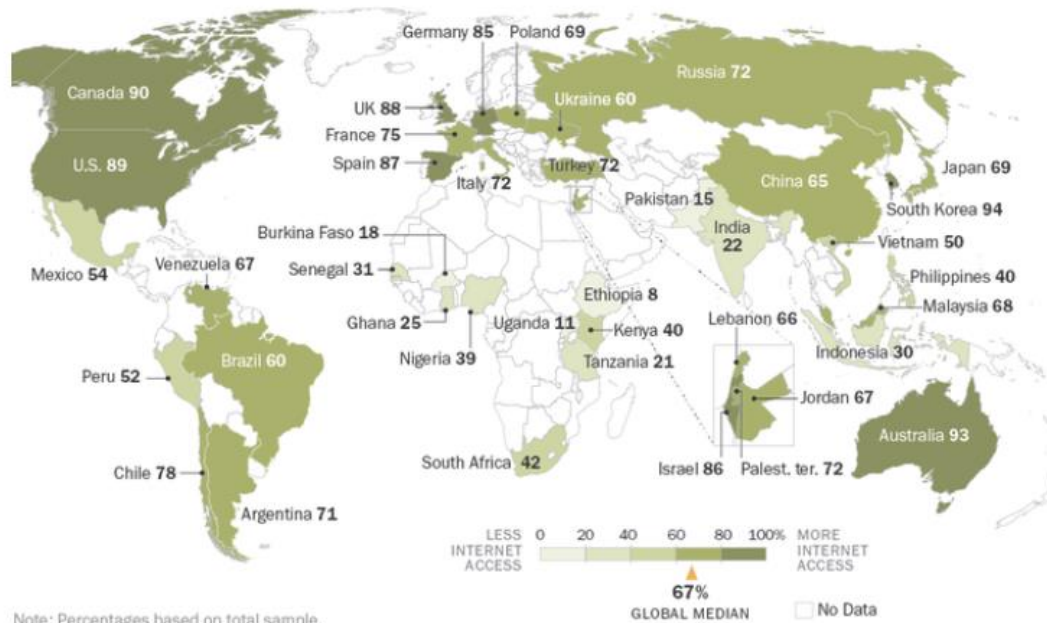 Germany 85
Poland 69
Russia 72
Canada 90
UK 88
Ukraine 60
France 75
U.S. 89
Spain 87
Turkey 72
Italy 72
China 65
Japan 69
Pakistan 15
South Korea 94
India
22
Burkina Faso 18
Vietnam 50
Venezuela 67
Senegal 31
Mexico 54
Philippines 40
Ethiopia 8
Malaysia 68
Ghana 25
Uganda 11
Kenya 40
Lebanon 66
Brazil 60
Nigeria 39
Tanzania 21
Indonesia 30
Peru 52
Jordan 67
Australia 93
South Africa 42
Israel 86
Palest. ter. 72
Chile 78
Argentina 71
LESS
INTERNET
ACCESS
0 20 40 60 80 100%
MORE
INTERNET
ACCESS
67%
GLOBAL MEDIAN
No Data
Note: Percentages based on total sample.